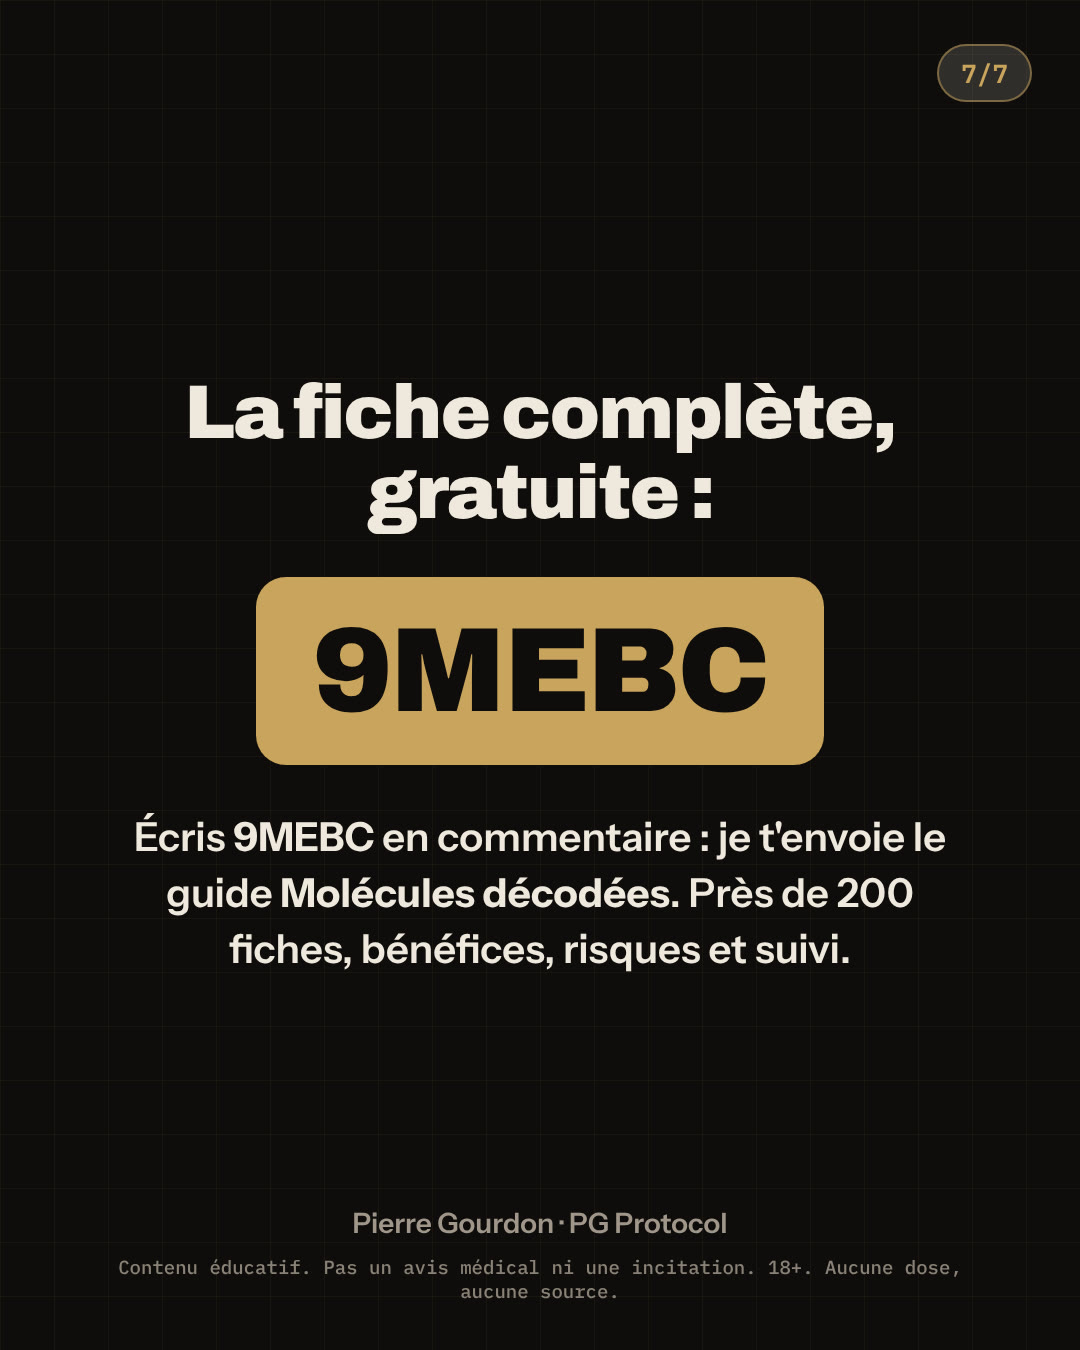 7/7
La fiche complète,
gratuite :
9MEBC
Écris 9MEBC en commentaire : je t'envoie le
guide Molécules décodées. Près de 200
fiches, bénéfices, risques et suivi.
Pierre Gourdon · PG Protocol
Contenu éducatif. Pas un avis médical ni une incitation. 18+. Aucune dose,
aucune source.